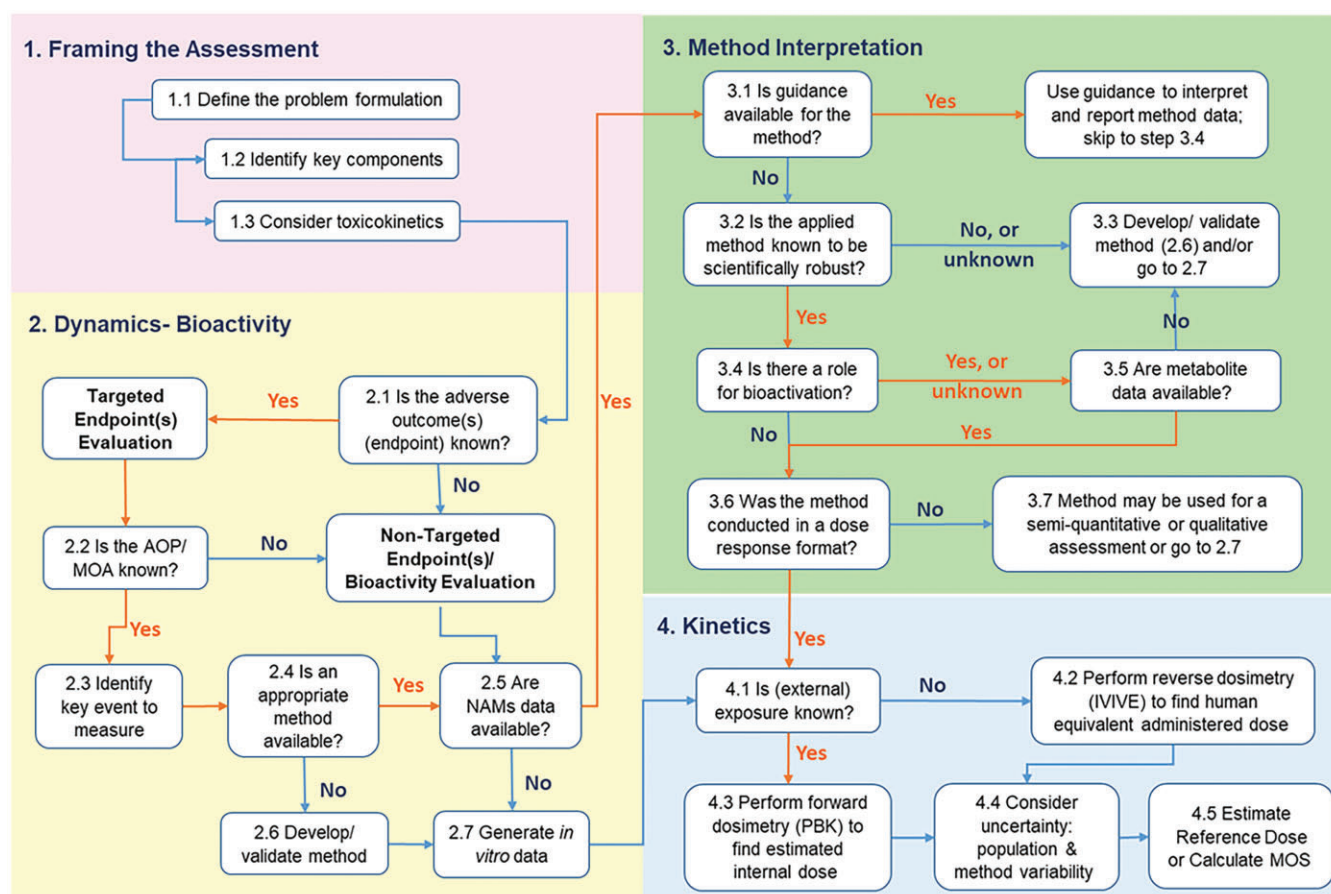 1. Framing the Assessment
1.1 Define the problem formulation
1.2 Identify key components
1.3 Consider toxicokinetics
2. Dynamics- Bioactivity
Targeted
Endpoint(s)
Evaluation
Yes
2.1 Is the adverse
outcome(s)
(endpoint) known?
No
2.2 Is the AOP/
MOA known?
No
Non-Targeted
Endpoint(s)/
Bioactivity Evaluation
Yes
2.3 Identify
key event to
measure
2.4 Is an
appropriate
method
available?
Yes
2.5 Are
NAMs data
available?
Yes
No
No
2.6 Develop/
validate method
2.7 Generate in
vitro data
3. Method Interpretation
3.1 Is guidance
available for the
method?
Yes
Use guidance to interpret
and report method data;
skip to step 3.4
No
3.2 Is the applied
method known to be
scientifically robust?
No, or
unknown
3.3 Develop/ validate
method (2.6) and/or
go to 2.7
Yes
No
3.4 Is there a role
for bioactivation?
Yes, or
unknown
3.5 Are metabolite
data available?
No
Yes
3.6 Was the method
conducted in a dose
response format?
No
3.7 Method may be used for a
semi-quantitative or qualitative
assessment or go to 2.7
Yes
4. Kinetics
4.1 Is (external)
exposure known?
No
4.2 Perform reverse dosimetry
(IVIVE) to find human
equivalent administered dose
Yes
4.3 Perform forward
dosimetry (PBK) to
find estimated
internal dose
4.4 Consider
uncertainty:
population &
method variability
4.5 Estimate
Reference Dose
or Calculate MOS